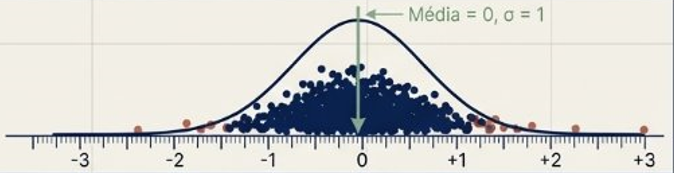 Média = 0, σ = 1
-3 -2 -1 0 +1 +2 +3